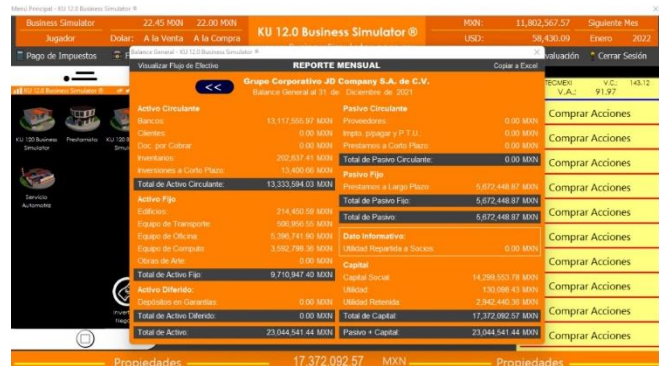 Menú Principal - KU 12.0 Business Simulator ®
Business Simulator 22.45 MXN 22.00 MXN KU 12.0 Business Simulator ® MXN: 11,802,567.57 Siguiente Mes
Jugador Dolar: A la Venta A la Compra USD: 58,430.09 Enero 2022
Pago de Impuestos Balance General - KU 12.0 Business Simulator ® Cerrar Sesión
Visualizar Flujo de Efectivo REPORTE MENSUAL Copiar a Excel
<< Grupo Corporativo JD Company S.A. de C.V.
Balance General al 31 de Diciembre de 2021
V.C.: 143.12
V.A.: 91.97
Activo Circulante Pasivo Circulante
Bancos: 13,117,555.97 MXN Proveedores: 0.00 MXN
Clientes: 0.00 MXN Impto. p/pagar y P.T.U.: 0.00 MXN
Doc. por Cobrar 0.00 MXN Prestamos a Corto Plazo: 0.00 MXN
Inventarios: 202,637.41 MXN Total de Pasivo Circulante: 0.00 MXN
Inversiones a Corto Plazo: 13,400.66 MXN Pasivo Fijo
Total de Activo Circulante: 13,333,594.03 MXN Prestamos a Largo Plazo: 5,672,448.87 MXN
Activo Fijo Total de Pasivo Fijo: 5,672,448.87 MXN
Edificios: 214,450.59 MXN Total de Pasivo: 5,672,448.87 MXN
Equipo de Transporte: 506,956.55 MXN
Equipo de Oficina: 5,396,741.90 MXN Dato Informativo:
Equipo de Computo: 3,592,798.36 MXN Utilidad Repartida a Socios: 0.00 MXN
Obras de Arte: 0.00 MXN Capital
Total de Activo Fijo: 9,710,947.40 MXN Capital Social: 14,299,553.78 MXN
Activo Diferido: Utilidad: 130,098.43 MXN
Depósitos en Garantías: 0.00 MXN Utilidad Retenida: 2,942,440.36 MXN
Total de Activo Diferido: 0.00 MXN Total de Capital: 17,372,092.57 MXN
Total de Activo: 23,044,541.44 MXN Pasivo + Capital: 23,044,541.44 MXN
KU 12.0 Business Simulator ®
KU 120 Business Simulator
Prestamista
Servicio Automotriz
Comprar Acciones
Comprar Acciones
Comprar Acciones
Comprar Acciones
Comprar Acciones
Comprar Acciones
Comprar Acciones
Comprar Acciones
Comprar Acciones
Comprar Acciones
Propiedades 17,372,092.57 MXN Propiedades